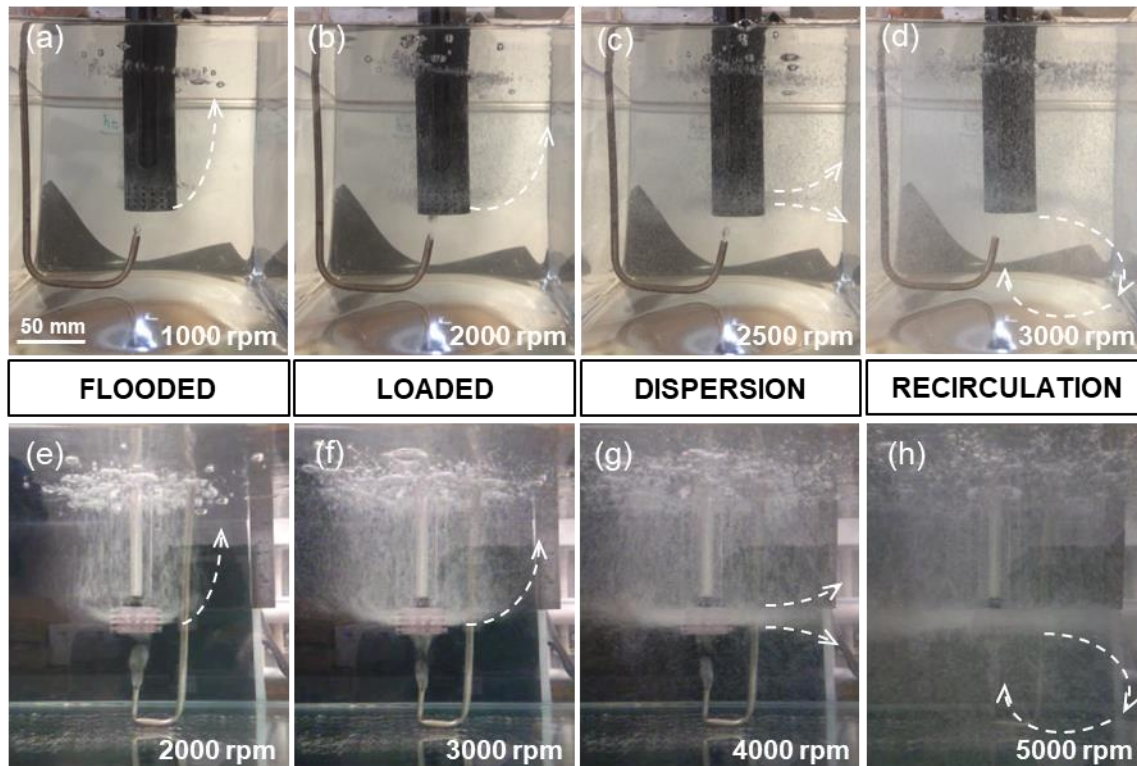 (a)
(b)
(c)
(d)
50 mm
1000 rpm
2000 rpm
2500 rpm
3000 rpm
FLOODED
LOADED
DISPERSION
RECIRCULATION
(e)
(f)
(g)
(h)
2000 rpm
3000 rpm
4000 rpm
5000 rpm